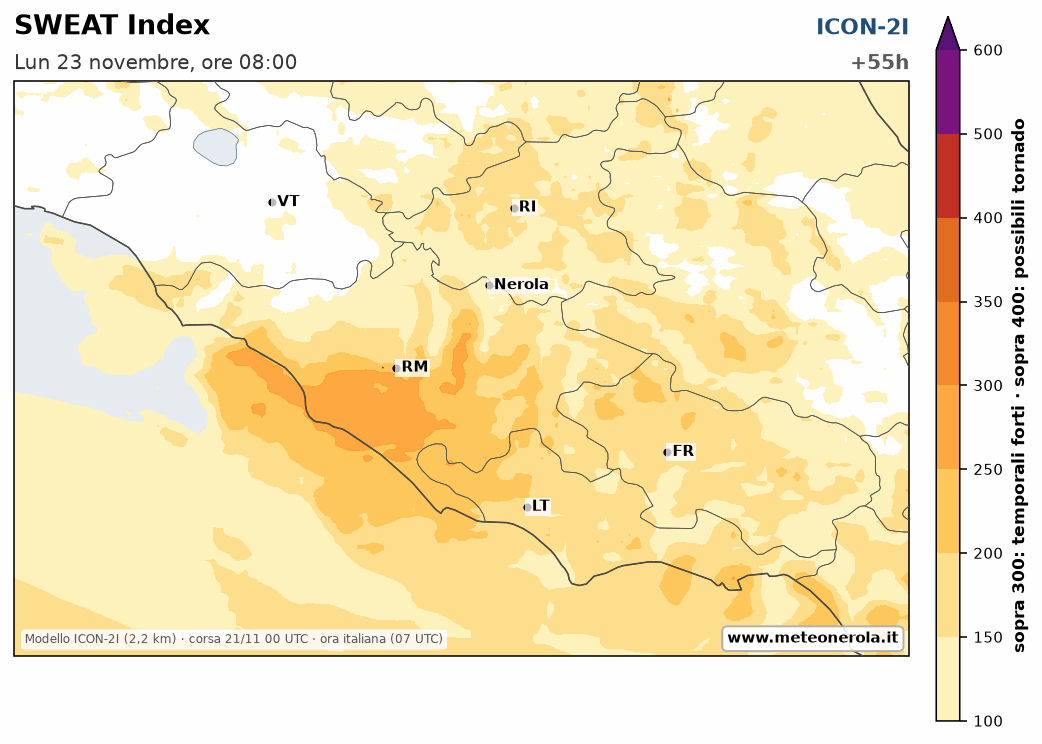 SWEAT Index
ICON-2I
Lun 23 novembre, ore 08:00
+55h
VT
RI
Nerola
RM
FR
LT
Modello ICON-2I (2,2 km) · corsa 21/11 00 UTC · ora italiana (07 UTC)
www.meteonerola.it
600
500
400
350
300
250
200
150
100
sopra 300: temporali forti · sopra 400: possibili tornado